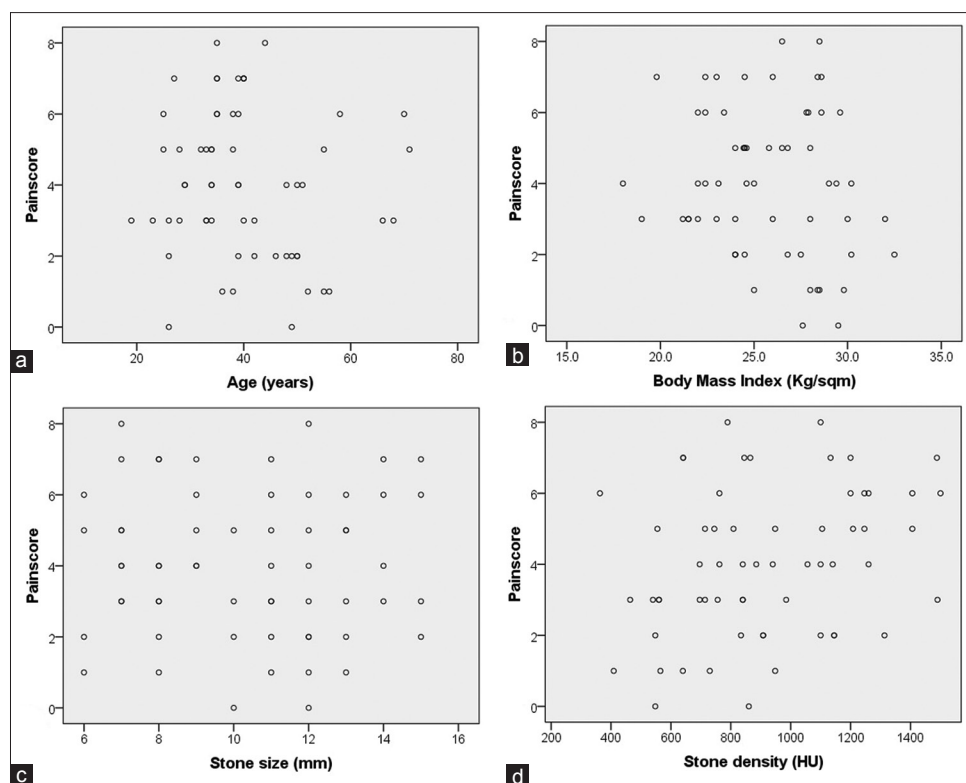 8
6
4
2
0
Painscore
20 40 60 80
Age (years)
a
8
6
4
2
0
Painscore
15.0 20.0 25.0 30.0 35.0
Body Mass Index (Kg/sqm)
b
8
6
4
2
0
Painscore
6 8 10 12 14 16
Stone size (mm)
c
8
6
4
2
0
Painscore
200 400 600 800 1000 1200 1400
Stone density (HU)
d